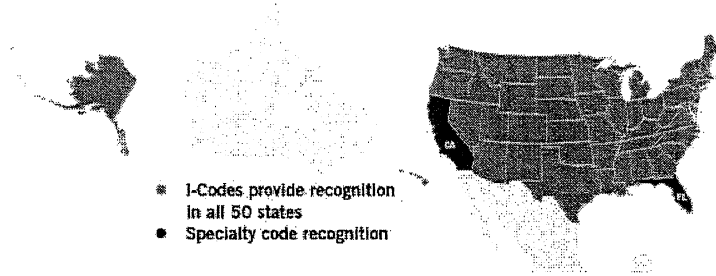 CA
FL
I-Codes provide recognition
in all 50 states
Specialty code recognition